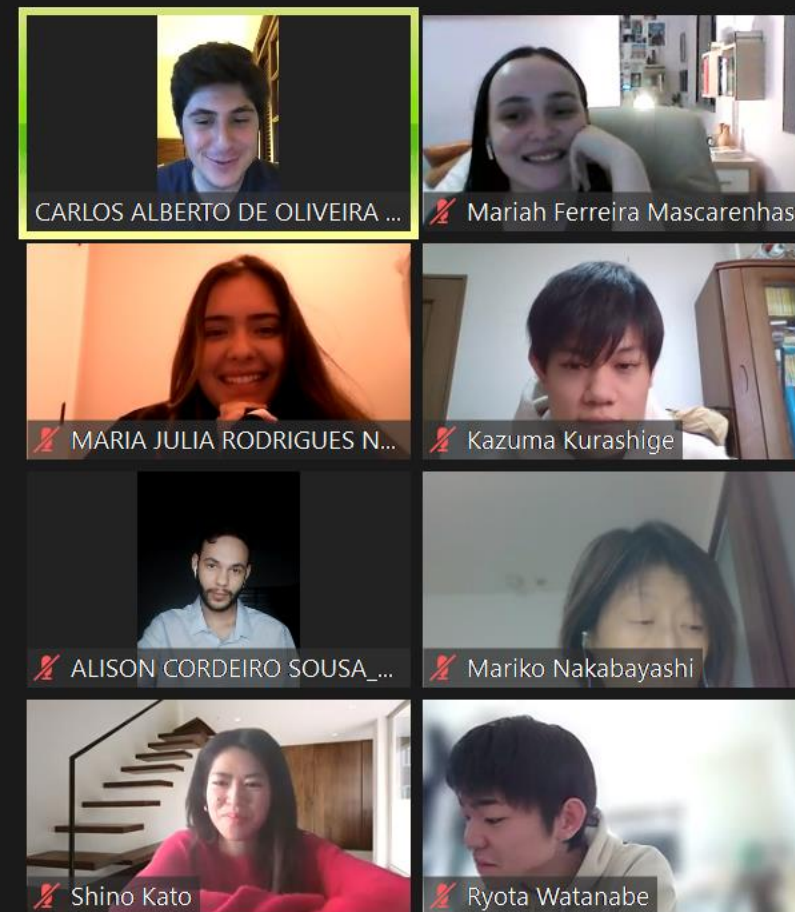 CARLOS ALBERTO DE OLIVEIRA ...
Mariah Ferreira Mascarenhas
MARIA JULIA RODRIGUES N...
Kazuma Kurashige
ALISON CORDEIRO SOUSA_...
Mariko Nakabayashi
Shino Kato
Ryota Watanabe